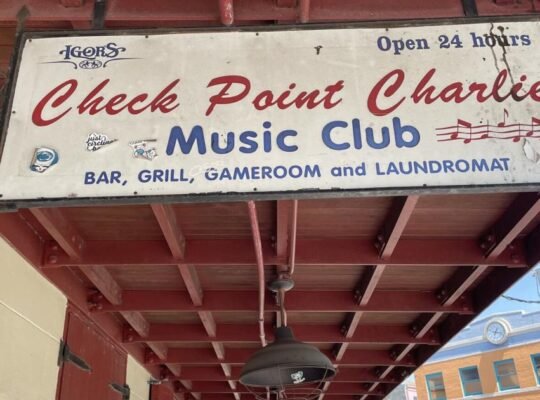 IGORS
Open 24 hours
Check Point Charlie
Music Club
BAR, GRILL, GAMEROOM and LAUNDROMAT